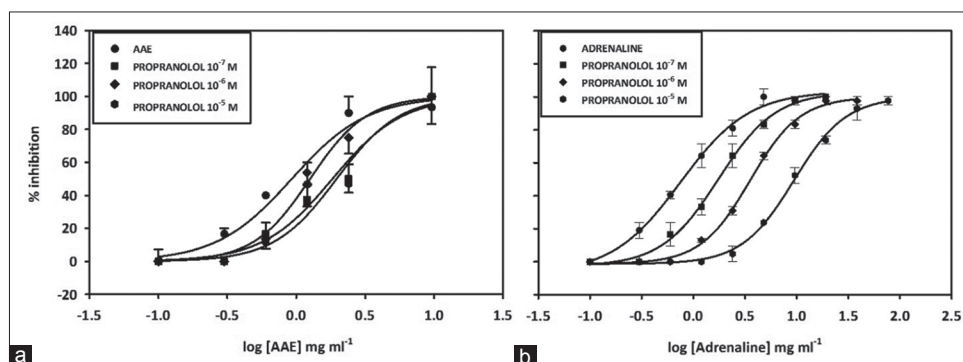 140
120
100
80
60
40
20
0
-20
% inhibition
AAE
PROPRANOLOL 10⁻⁷ M
PROPRANOLOL 10⁻⁶ M
PROPRANOLOL 10⁻⁵ M
-1.5 -1.0 -0.5 0.0 0.5 1.0 1.5
log [AAE] mg ml⁻¹
a
ADRENALINE
PROPRANOLOL 10⁻⁷ M
PROPRANOLOL 10⁻⁶ M
PROPRANOLOL 10⁻⁵ M
-1.5 -1.0 -0.5 0.0 0.5 1.0 1.5 2.0 2.5
log [Adrenaline] mg ml⁻¹
b